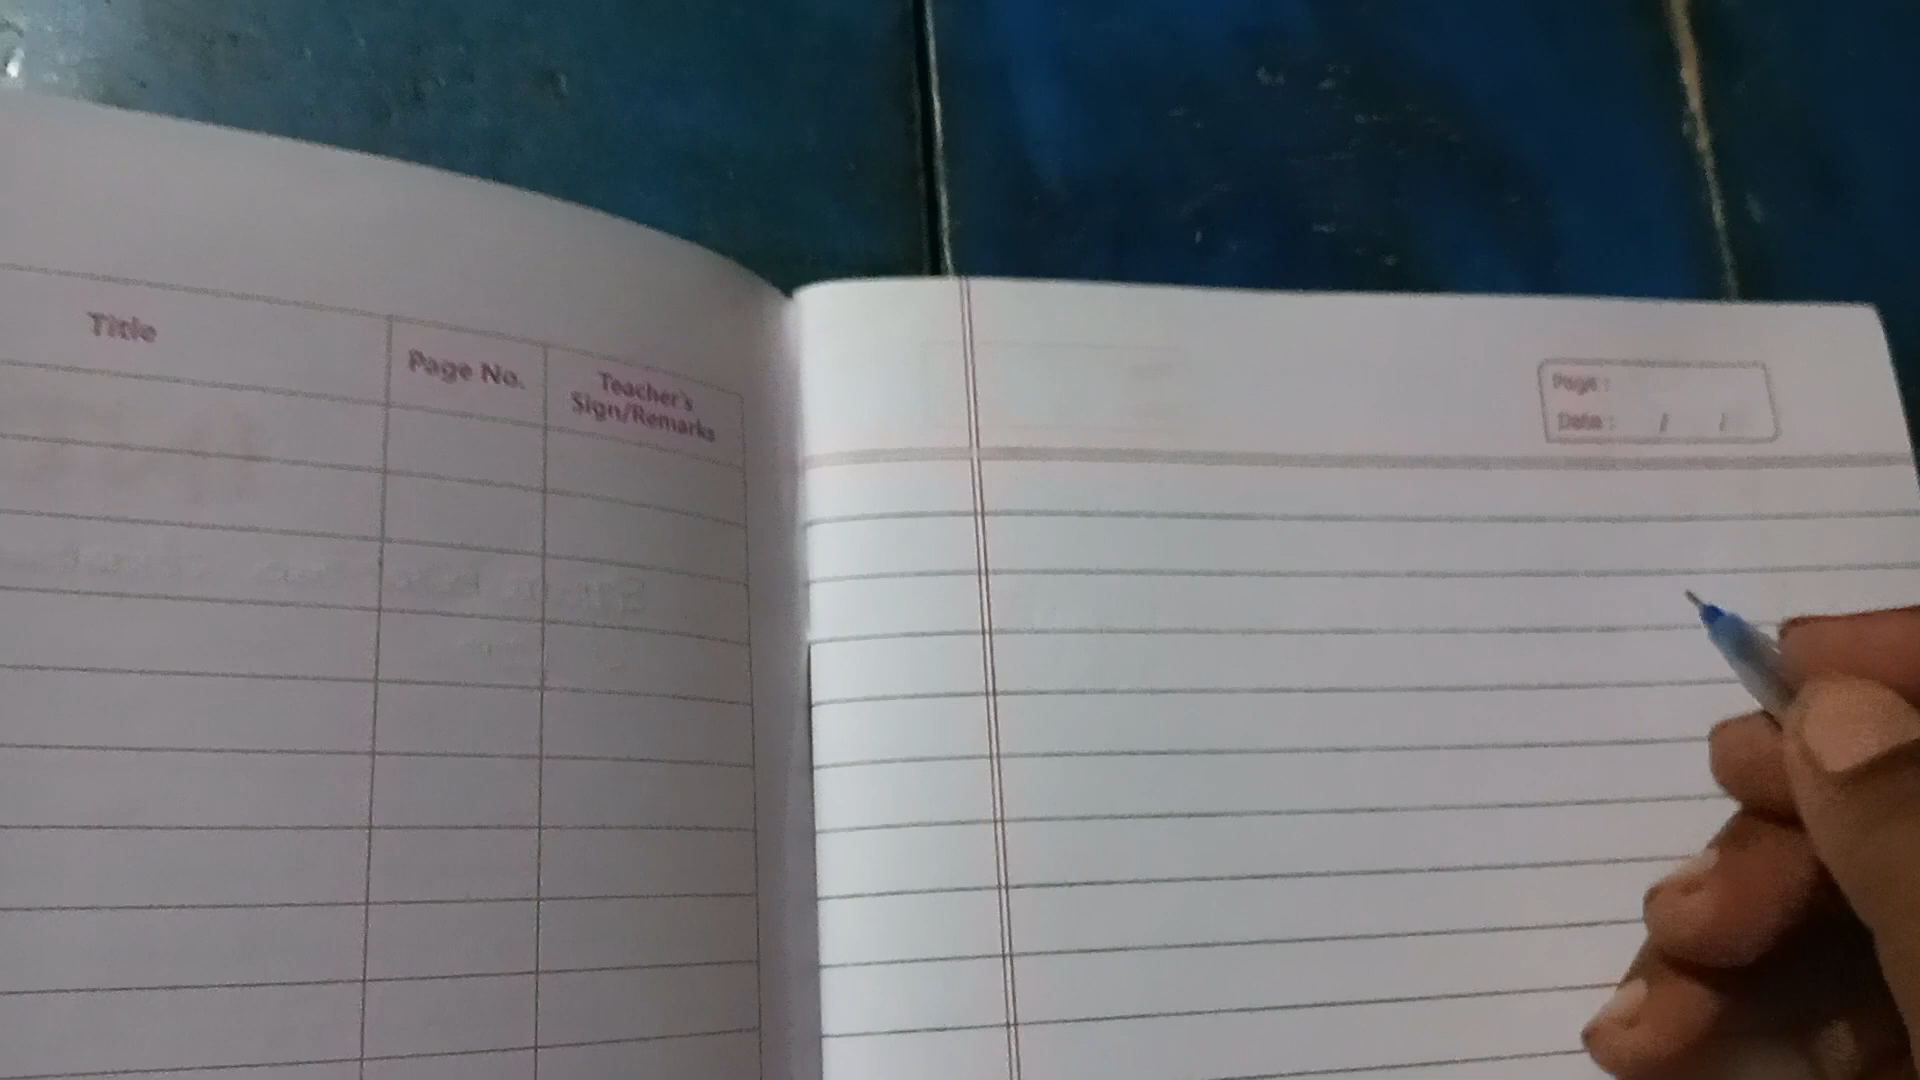 Title
Page No.
Teacher's
Sign/Remarks
Page :
Date : / /